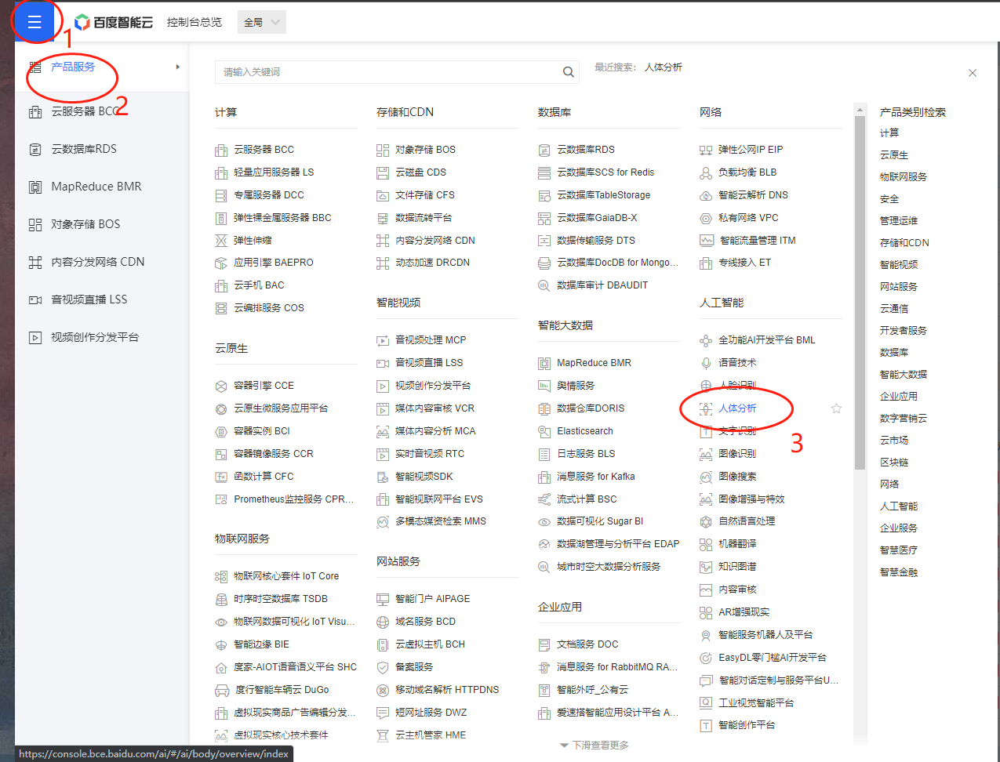 百度智能云 控制台总览 全局
1
产品服务
2
云服务器 BCC
云数据库RDS
MapReduce BMR
对象存储 BOS
内容分发网络 CDN
音视频直播 LSS
视频创作分发平台
请输入关键词
最近搜索： 人体分析
计算
云服务器 BCC
轻量应用服务器 LS
专属服务器 DCC
弹性裸金属服务器 BBC
弹性伸缩
应用引擎 BAEPRO
云手机 BAC
云编排服务 COS
云原生
容器引擎 CCE
云原生微服务应用平台
容器实例 BCI
容器镜像服务 CCR
函数计算 CFC
Prometheus监控服务 CPR...
物联网服务
物联网核心套件 IoT Core
时序时空数据库 TSDB
物联网数据可视化 IoT Visu...
智能边缘 BIE
度家-AIOT语音语义平台 SHC
度行智能车辆云 DuGo
虚拟现实商品广告编辑分发...
虚拟现实核心技术套件
存储和CDN
对象存储 BOS
云磁盘 CDS
文件存储 CFS
数据流转平台
内容分发网络 CDN
动态加速 DRCDN
智能视频
音视频处理 MCP
音视频直播 LSS
视频创作分发平台
媒体内容审核 VCR
媒体内容分析 MCA
实时音视频 RTC
智能视频SDK
智能视联网平台 EVS
多模态媒资检索 MMS
网站服务
智能门户 AIPAGE
域名服务 BCD
云虚拟主机 BCH
备案服务
移动域名解析 HTTPDNS
短网址服务 DWZ
云主机管家 HME
数据库
云数据库RDS
云数据库SCS for Redis
云数据库TableStorage
云数据库GaiaDB-X
数据传输服务 DTS
云数据库DocDB for Mongo...
数据库审计 DBAUDIT
智能大数据
MapReduce BMR
舆情服务
数据仓库DORIS
Elasticsearch
日志服务 BLS
消息服务 for Kafka
流式计算 BSC
数据可视化 Sugar BI
数据湖管理与分析平台 EDAP
城市时空大数据分析服务
企业应用
文档服务 DOC
消息服务 for RabbitMQ RA...
智能外呼_公有云
爱速搭智能应用设计平台 A...
下滑查看更多
网络
弹性公网IP EIP
负载均衡 BLB
智能云解析 DNS
私有网络 VPC
智能流量管理 ITM
专线接入 ET
人工智能
全功能AI开发平台 BML
语音技术
人脸识别
人体分析
3
文字识别
图像识别
图像搜索
图像增强与特效
自然语言处理
机器翻译
知识图谱
内容审核
AR增强现实
智能服务机器人及平台
EasyDL零门槛AI开发平台
智能对话定制与服务平台U...
工业视觉智能平台
智能创作平台
产品类别检索
计算
云原生
物联网服务
安全
管理运维
存储和CDN
智能视频
网站服务
云通信
开发者服务
数据库
智能大数据
企业应用
数字营销云
云市场
区块链
网络
人工智能
企业服务
智慧医疗
智慧金融
https://console.bce.baidu.com/ai/#/ai/body/overview/index